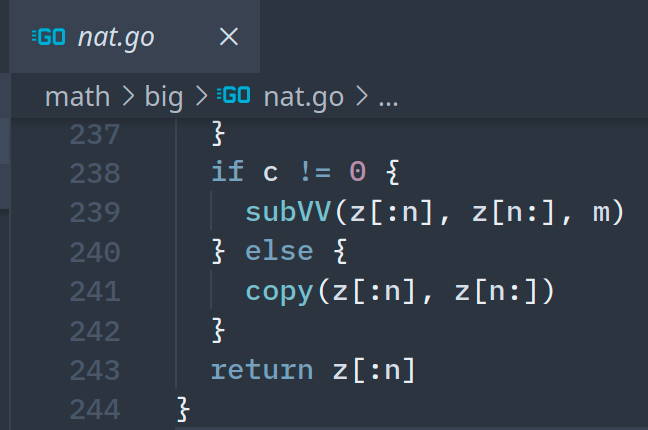 GO nat.go ×
math > big > GO nat.go > ...
237 }
238 if c != 0 {
239 subVV(z[:n], z[n:], m)
240 } else {
241 copy(z[:n], z[n:])
242 }
243 return z[:n]
244 }